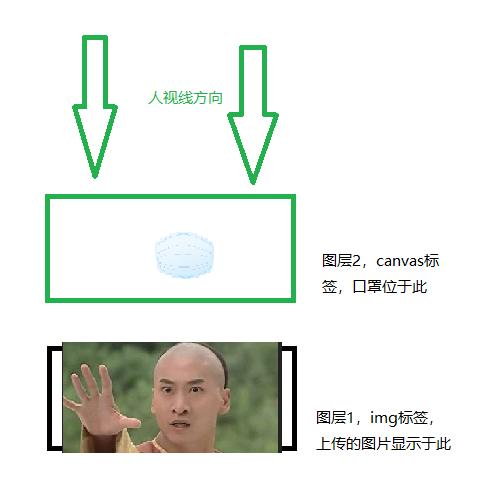 人视线方向
图层2，canvas标
签，口罩位于此
图层1，img标签，
上传的图片显示于此